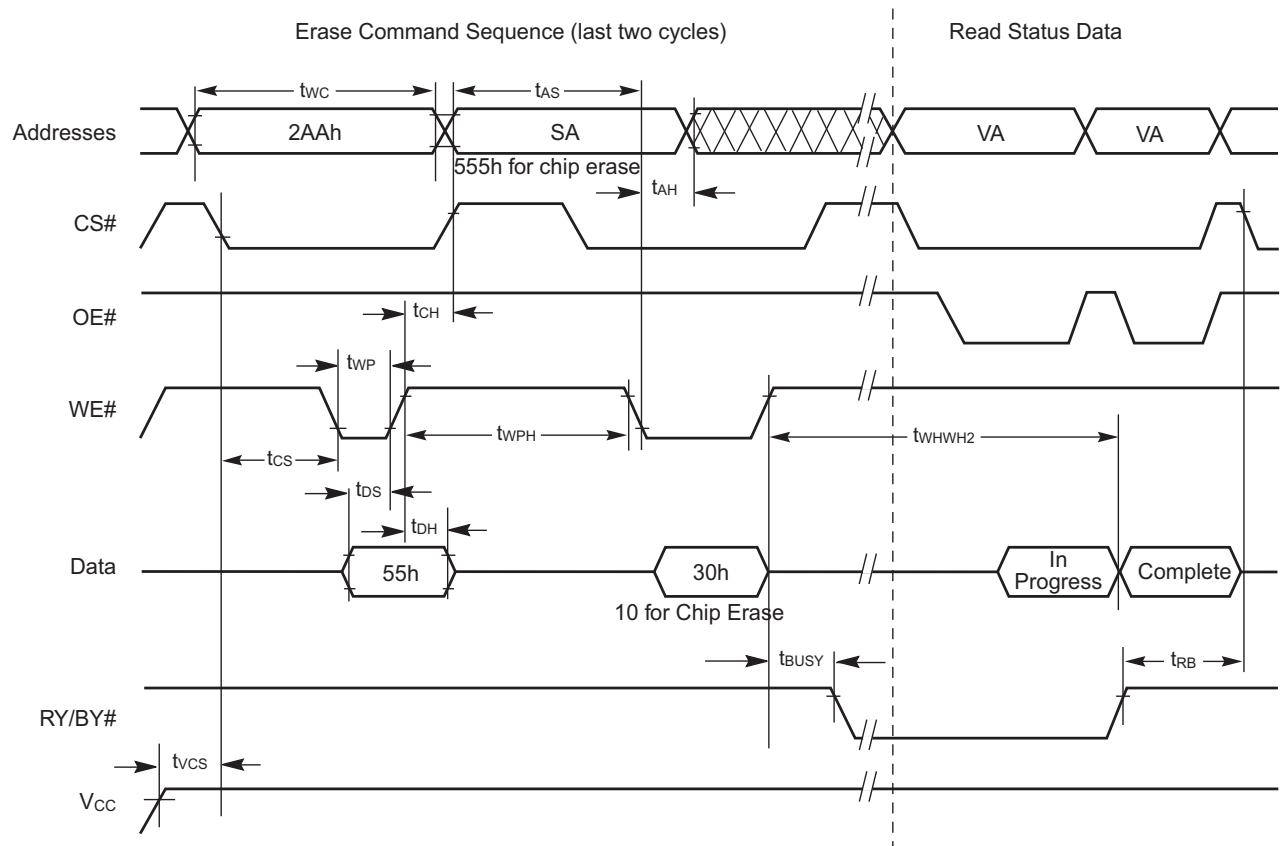 Erase Command Sequence (last two cycles)
Read Status Data
tWC
tAS
Addresses
2AAh
SA
VA
VA
555h for chip erase
tAH
CS#
OE#
tCH
tWP
WE#
tWPH
tWHWH2
tCS
tDS
tDH
Data
55h
30h
In
Progress
Complete
10 for Chip Erase
tBUSY
tRB
RY/BY#
tVCS
VCC